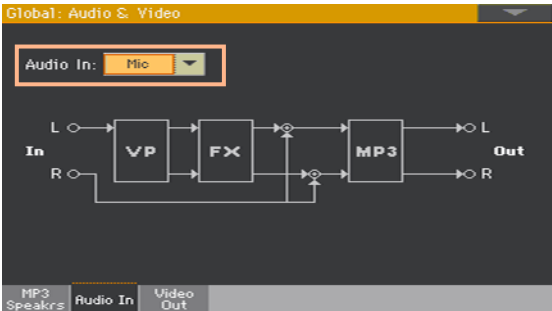 Global: Audio & Video
Audio In: Mic
L L
In VP FX MP3 Out
R R
MP3 Speakrs Audio In Video Out